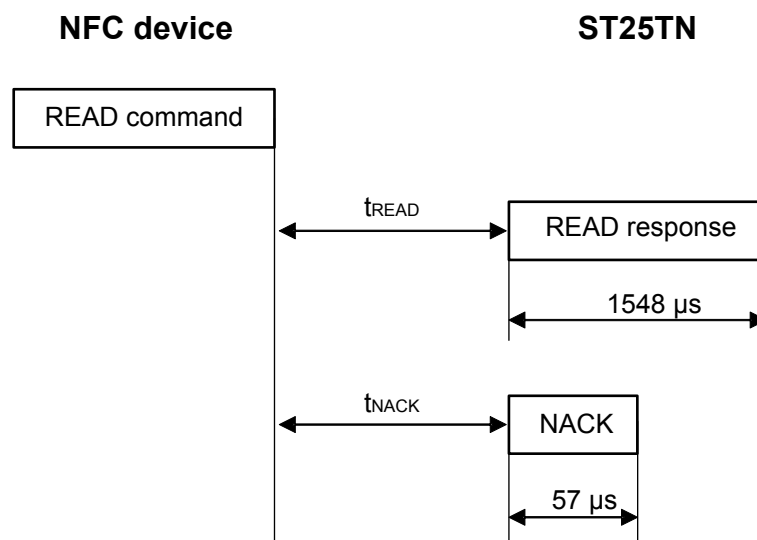 NFC device
ST25TN
READ command
tREAD
READ response
1548 µs
tNACK
NACK
57 µs